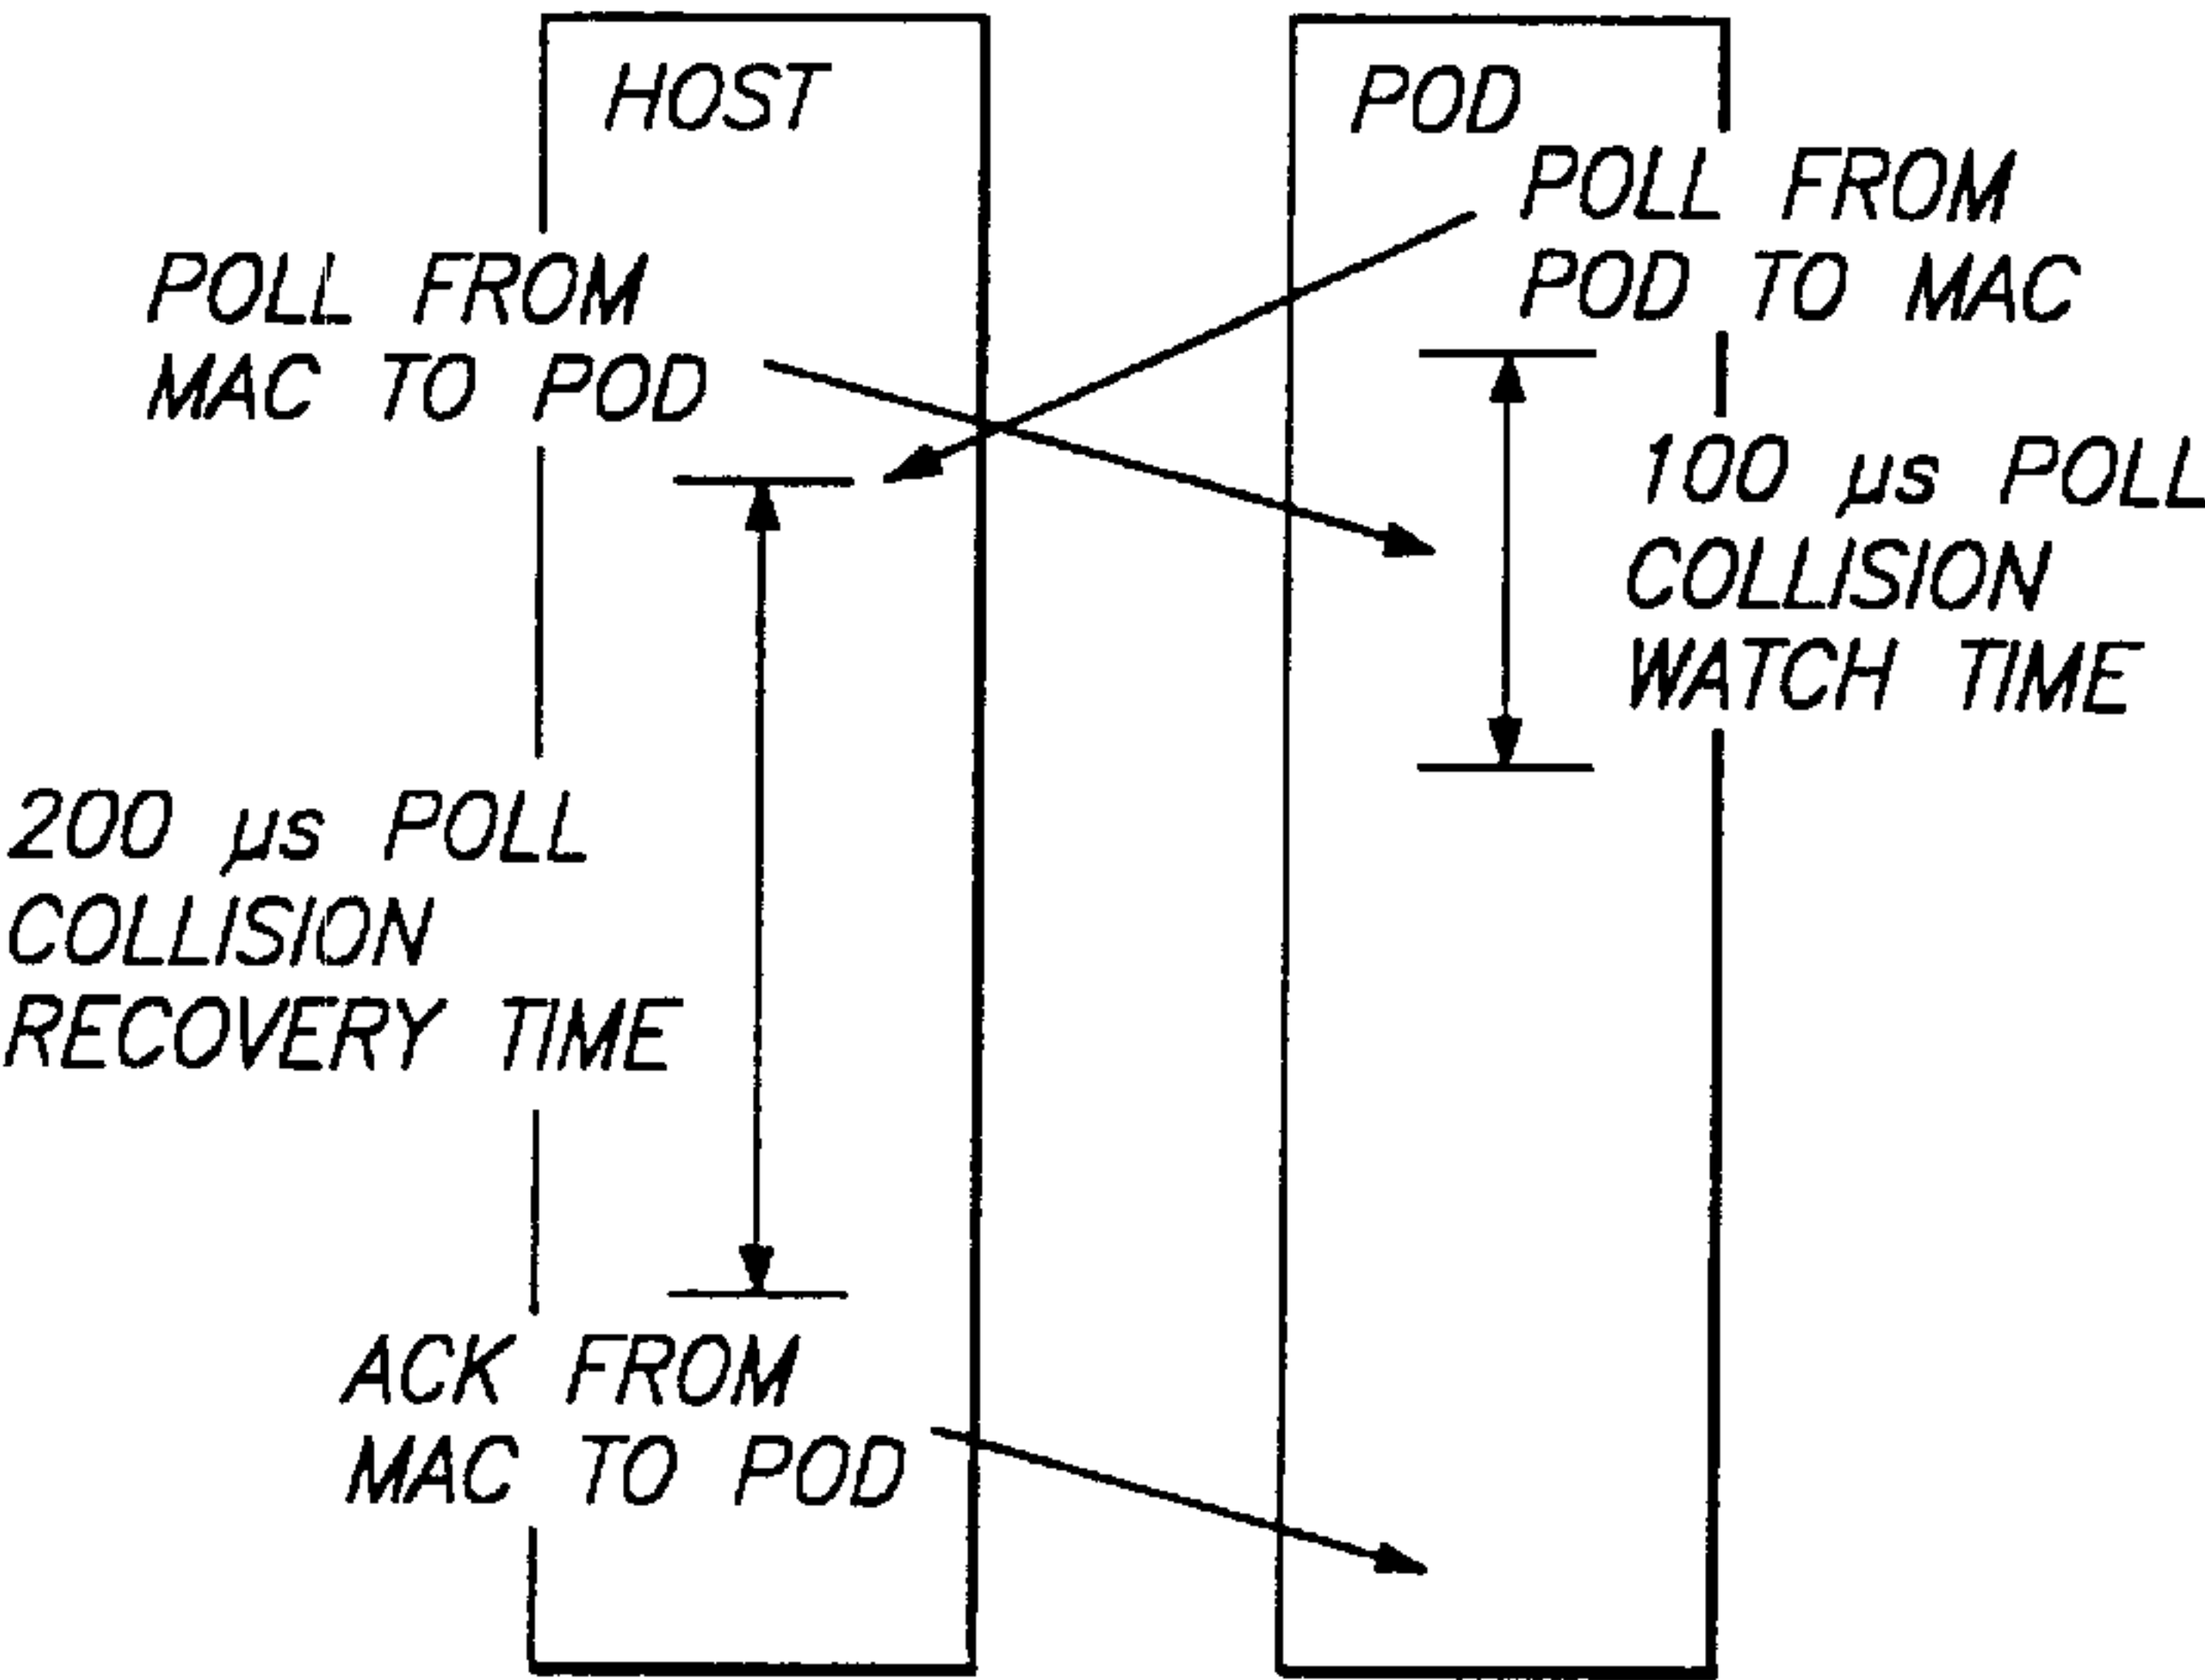 HOST
POD
POLL FROM
POD TO MAC
POLL FROM
MAC TO POD
100 µs POLL
COLLISION
WATCH TIME
200 µs POLL
COLLISION
RECOVERY TIME
ACK FROM
MAC TO POD